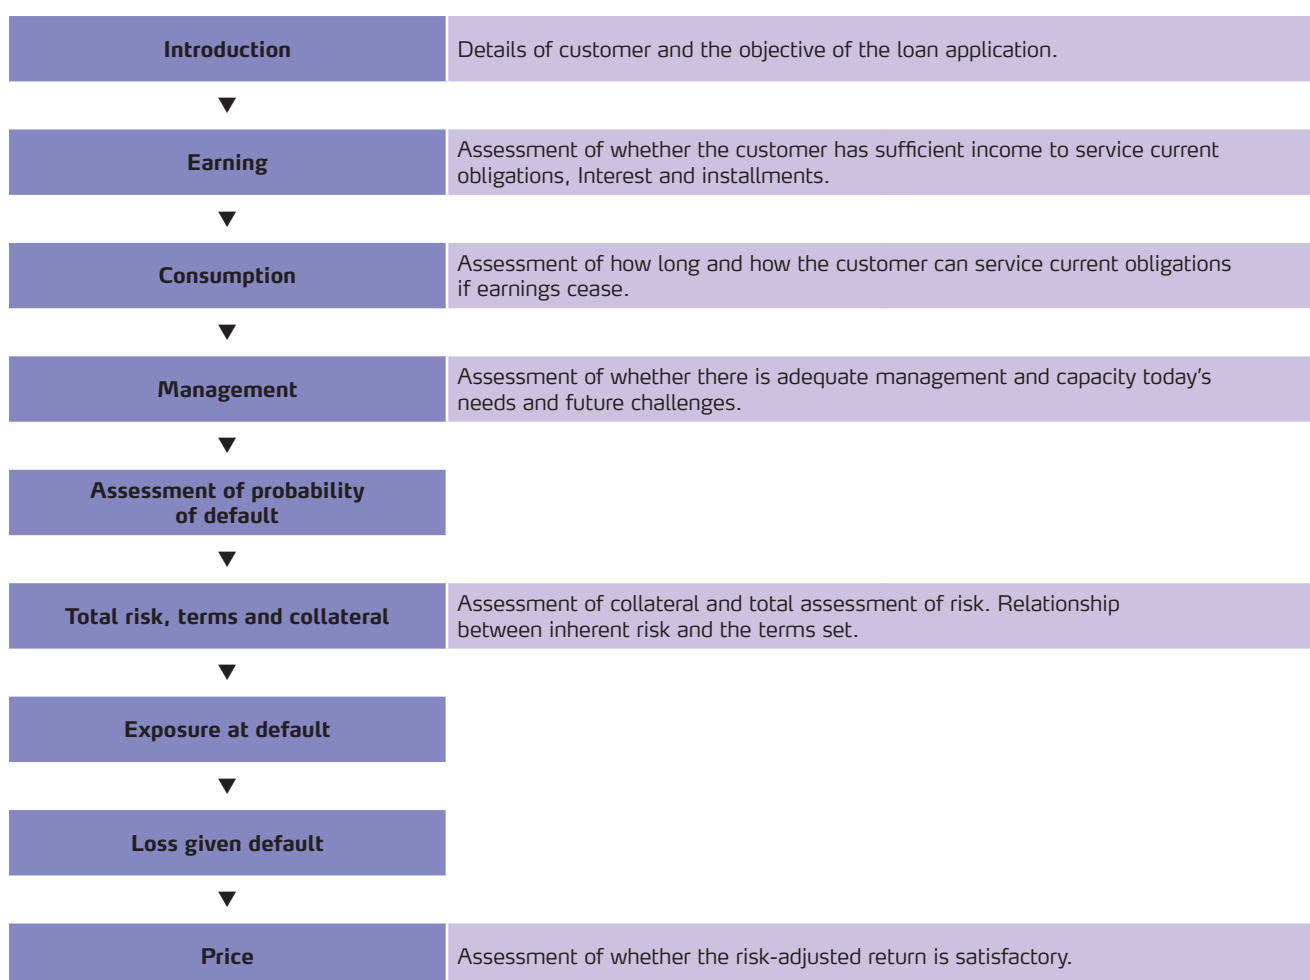 Introduction
Details of customer and the objective of the loan application.
Earning
Assessment of whether the customer has sufficient income to service current
obligations, Interest and installments.
Consumption
Assessment of how long and how the customer can service current obligations
if earnings cease.
Management
Assessment of whether there is adequate management and capacity today's
needs and future challenges.
Assessment of probability
of default
Total risk, terms and collateral
Assessment of collateral and total assessment of risk. Relationship
between inherent risk and the terms set.
Exposure at default
Loss given default
Price
Assessment of whether the risk-adjusted return is satisfactory.